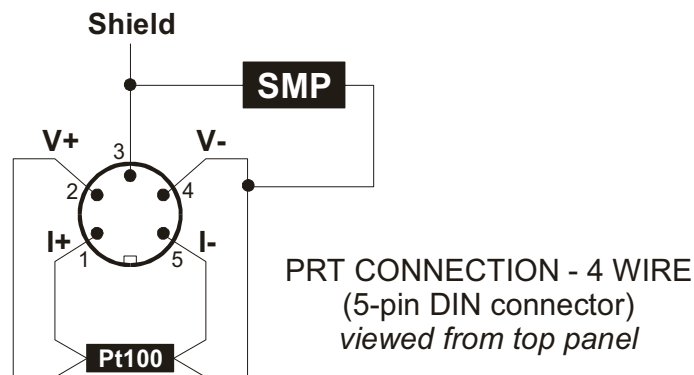 Shield
SMP
V+
V-
3
2
4
I+
I-
1
5
PRT CONNECTION - 4 WIRE
(5-pin DIN connector)
viewed from top panel
Pt100